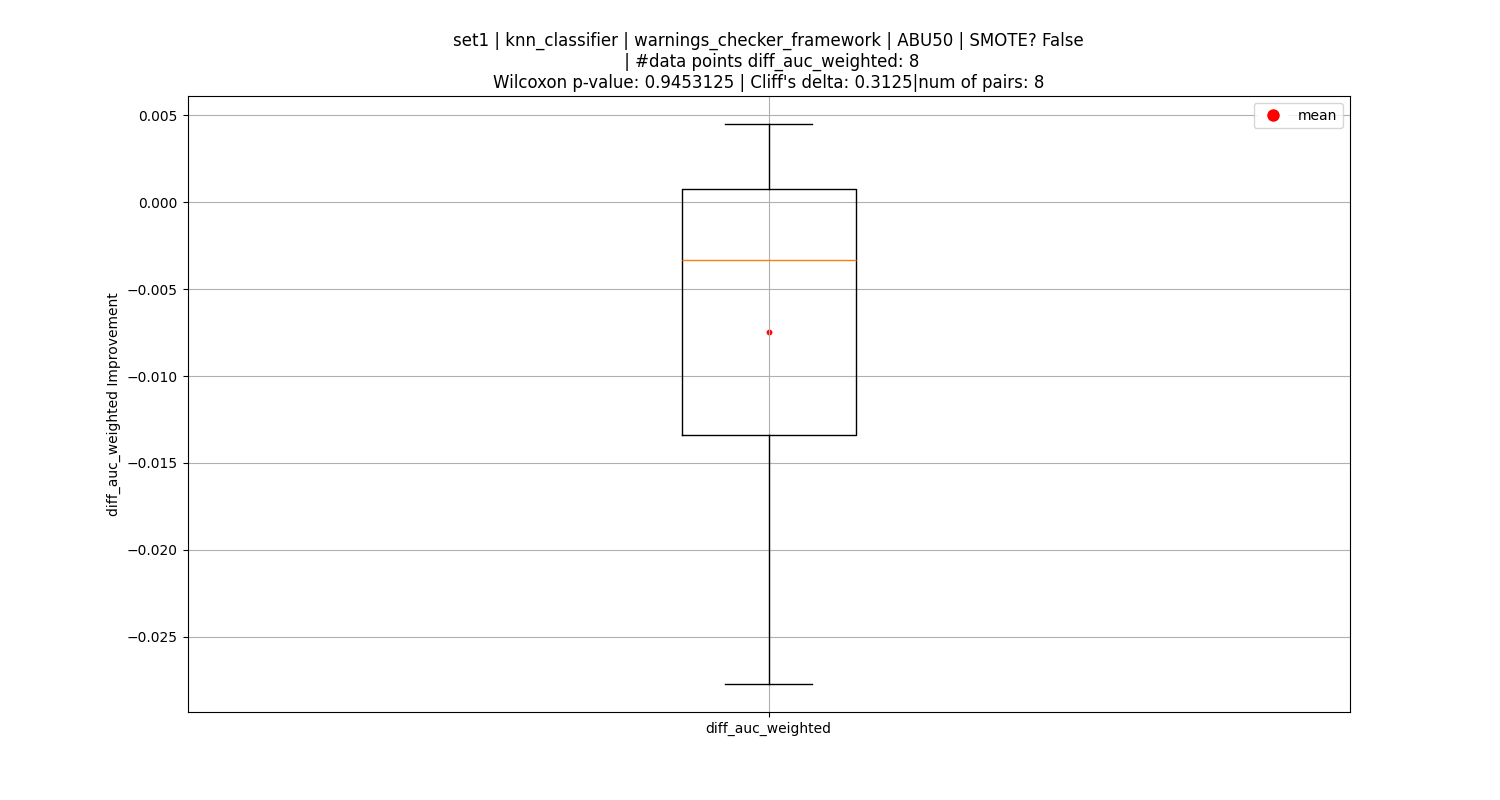 set1 | knn_classifier | warnings_checker_framework | ABU50 | SMOTE? False
| #data points diff_auc_weighted: 8
Wilcoxon p-value: 0.9453125 | Cliff's delta: 0.3125|num of pairs: 8
mean
0.005
0.000
−0.005
−0.010
−0.015
−0.020
−0.025
diff_auc_weighted Improvement
diff_auc_weighted